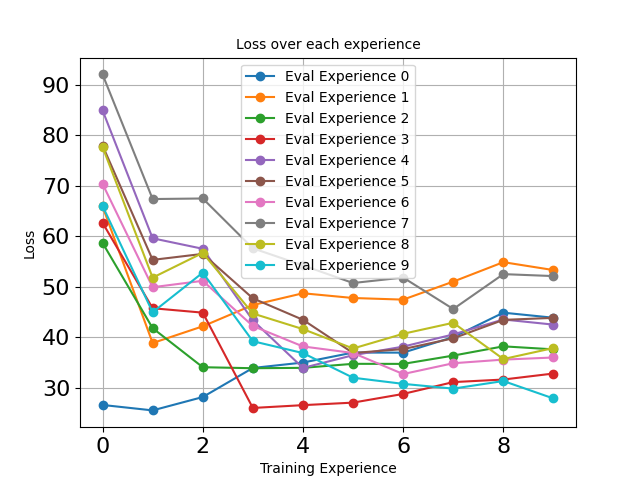 Loss over each experience
Eval Experience 0
Eval Experience 1
Eval Experience 2
Eval Experience 3
Eval Experience 4
Eval Experience 5
Eval Experience 6
Eval Experience 7
Eval Experience 8
Eval Experience 9
Loss
90
80
70
60
50
40
30
0 2 4 6 8
Training Experience